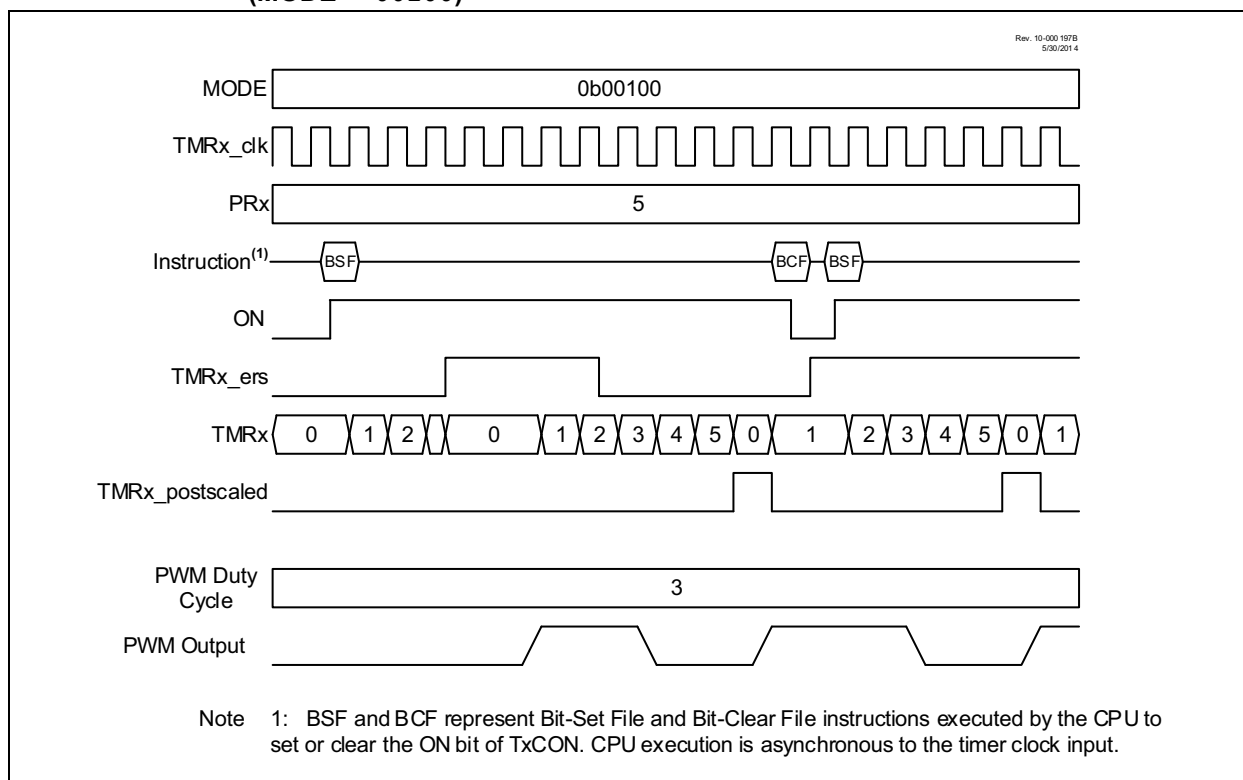 Rev. 10-000 197B
5/30/201 4
MODE
0b00100
TMRx_clk
PRx
5
Instruction(1)
BSF
BCF
BSF
ON
TMRx_ers
TMRx
0
1
2
0
1
2
3
4
5
0
1
2
3
4
5
0
1
TMRx_postscaled
PWM Duty
Cycle
3
PWM Output
Note 1: BSF and BCF represent Bit-Set File and Bit-Clear File instructions executed by the CPU to
set or clear the ON bit of TxCON. CPU execution is asynchronous to the timer clock input.